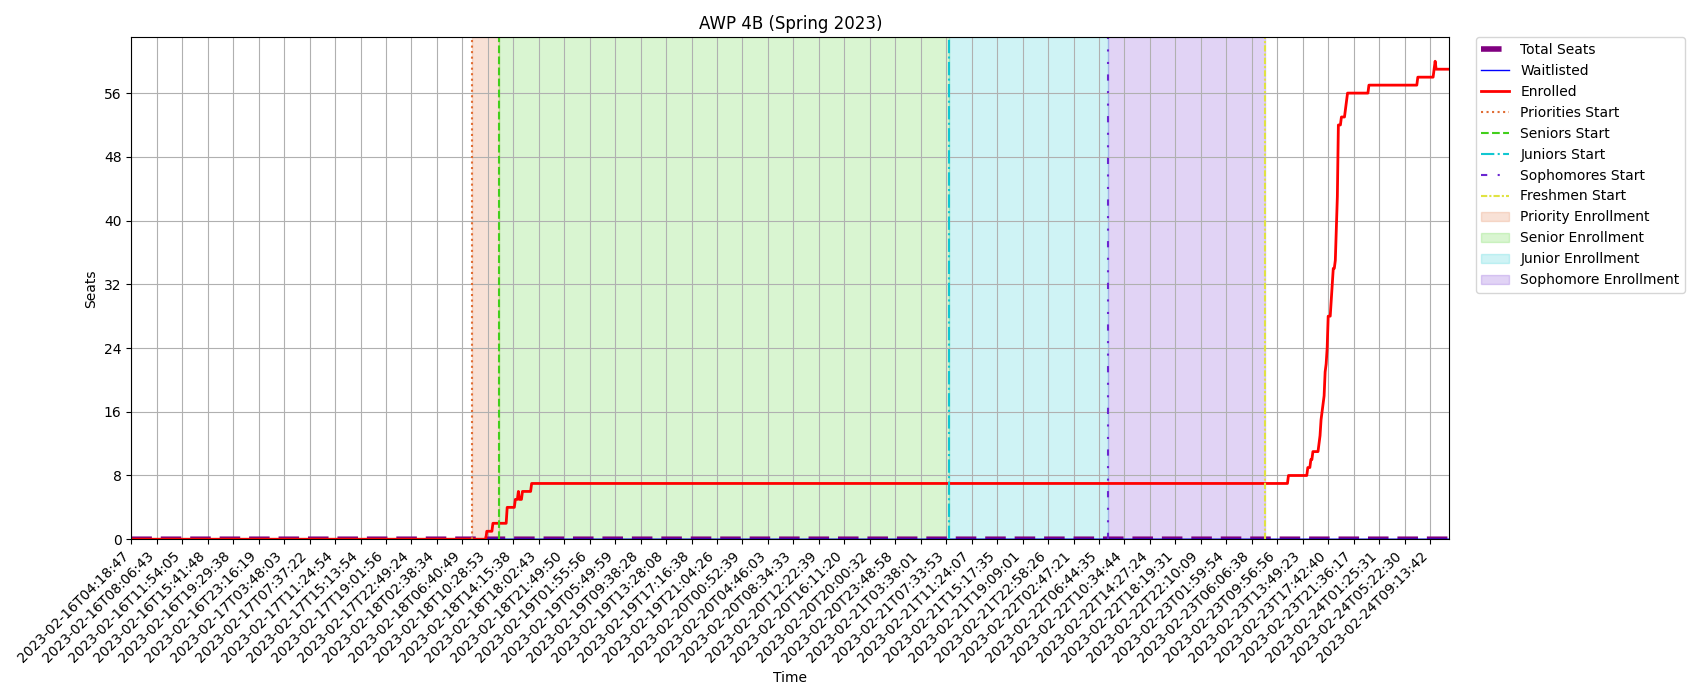 AWP 4B (Spring 2023)
Total Seats
Waitlisted
Enrolled
Priorities Start
Seniors Start
Juniors Start
Sophomores Start
Freshmen Start
Priority Enrollment
Senior Enrollment
Junior Enrollment
Sophomore Enrollment
Seats
56
48
40
32
24
16
8
0
2023-02-16T04:18:47
2023-02-16T08:06:43
2023-02-16T11:54:05
2023-02-16T15:41:48
2023-02-16T19:29:38
2023-02-16T23:16:19
2023-02-17T03:48:03
2023-02-17T07:37:22
2023-02-17T11:24:54
2023-02-17T15:13:54
2023-02-17T19:01:56
2023-02-17T22:49:24
2023-02-18T02:38:34
2023-02-18T06:40:49
2023-02-18T10:28:53
2023-02-18T14:15:38
2023-02-18T18:02:43
2023-02-18T21:49:50
2023-02-19T01:55:56
2023-02-19T05:49:59
2023-02-19T09:38:28
2023-02-19T13:28:08
2023-02-19T17:16:38
2023-02-19T21:04:26
2023-02-20T00:52:39
2023-02-20T04:46:03
2023-02-20T08:34:33
2023-02-20T12:22:39
2023-02-20T16:11:20
2023-02-20T20:00:32
2023-02-20T23:48:58
2023-02-21T03:38:01
2023-02-21T07:33:53
2023-02-21T11:24:07
2023-02-21T15:17:35
2023-02-21T19:09:01
2023-02-21T22:58:26
2023-02-22T02:47:21
2023-02-22T06:44:35
2023-02-22T10:34:44
2023-02-22T14:27:24
2023-02-22T18:19:31
2023-02-22T22:10:09
2023-02-23T01:59:54
2023-02-23T06:06:38
2023-02-23T09:56:56
2023-02-23T13:49:23
2023-02-23T17:42:40
2023-02-23T21:36:17
2023-02-24T01:25:31
2023-02-24T05:22:30
2023-02-24T09:13:42
Time